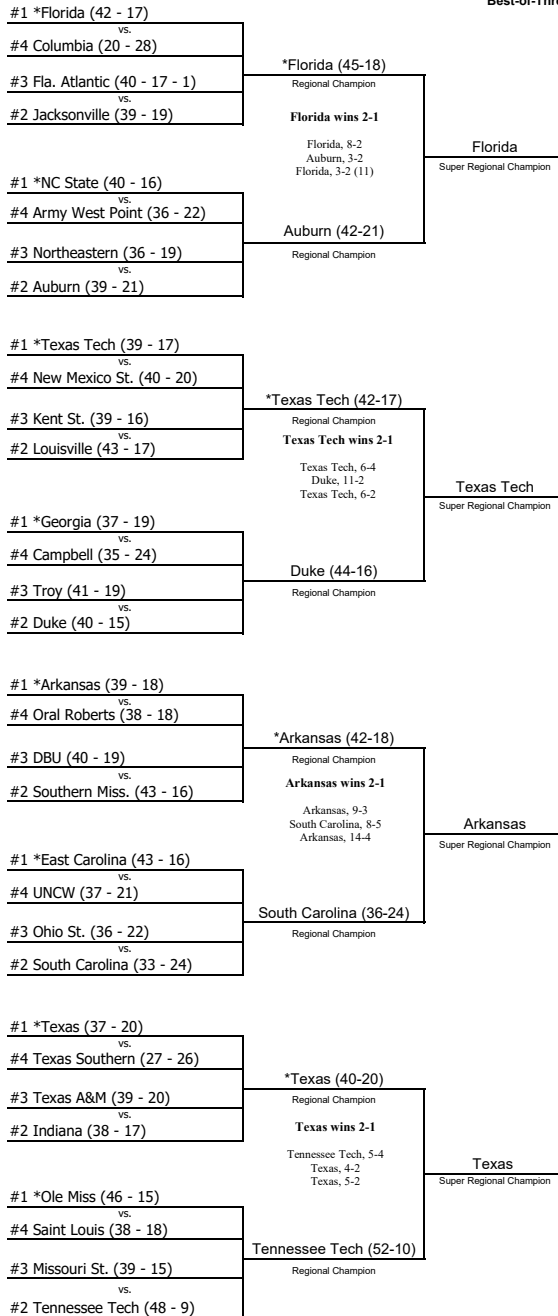 Best-of-Thre
#1 *Florida (42 - 17)
vs.
#4 Columbia (20 - 28)
#3 Fla. Atlantic (40 - 17 - 1)
vs.
#2 Jacksonville (39 - 19)
*Florida (45-18)
Regional Champion
Florida wins 2-1
Florida, 8-2
Auburn, 3-2
Florida, 3-2 (11)
Florida
Super Regional Champion
#1 *NC State (40 - 16)
vs.
#4 Army West Point (36 - 22)
#3 Northeastern (36 - 19)
vs.
#2 Auburn (39 - 21)
Auburn (42-21)
Regional Champion
#1 *Texas Tech (39 - 17)
vs.
#4 New Mexico St. (40 - 20)
#3 Kent St. (39 - 16)
vs.
#2 Louisville (43 - 17)
*Texas Tech (42-17)
Regional Champion
Texas Tech wins 2-1
Texas Tech, 6-4
Duke, 11-2
Texas Tech, 6-2
Texas Tech
Super Regional Champion
#1 *Georgia (37 - 19)
vs.
#4 Campbell (35 - 24)
#3 Troy (41 - 19)
vs.
#2 Duke (40 - 15)
Duke (44-16)
Regional Champion
#1 *Arkansas (39 - 18)
vs.
#4 Oral Roberts (38 - 18)
#3 DBU (40 - 19)
vs.
#2 Southern Miss. (43 - 16)
*Arkansas (42-18)
Regional Champion
Arkansas wins 2-1
Arkansas, 9-3
South Carolina, 8-5
Arkansas, 14-4
Arkansas
Super Regional Champion
#1 *East Carolina (43 - 16)
vs.
#4 UNCW (37 - 21)
#3 Ohio St. (36 - 22)
vs.
#2 South Carolina (33 - 24)
South Carolina (36-24)
Regional Champion
#1 *Texas (37 - 20)
vs.
#4 Texas Southern (27 - 26)
#3 Texas A&M (39 - 20)
vs.
#2 Indiana (38 - 17)
*Texas (40-20)
Regional Champion
Texas wins 2-1
Tennessee Tech, 5-4
Texas, 4-2
Texas, 5-2
Texas
Super Regional Champion
#1 *Ole Miss (46 - 15)
vs.
#4 Saint Louis (38 - 18)
#3 Missouri St. (39 - 15)
vs.
#2 Tennessee Tech (48 - 9)
Tennessee Tech (52-10)
Regional Champion